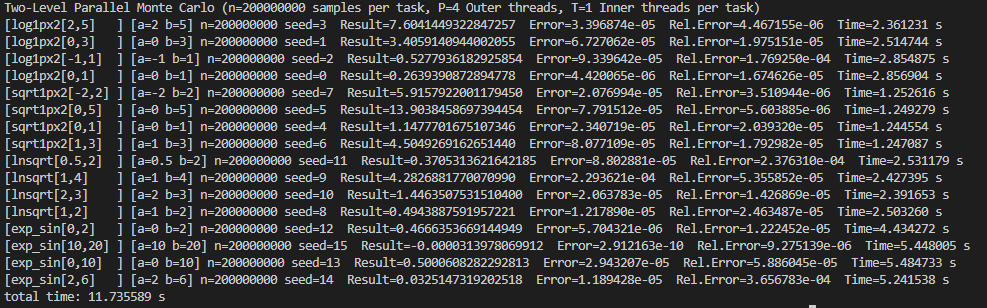 Two-Level Parallel Monte Carlo (n=200000000 samples per task, P=4 Outer threads, T=1 Inner threads per task)
[log1px2[2,5]   ] [a=2 b=5] n=200000000 seed=3  Result=7.6041449322847257  Error=3.396874e-05  Rel.Error=4.467155e-06  Time=2.361231 s
[log1px2[0,3]   ] [a=0 b=3] n=200000000 seed=1  Result=3.4059140944002055  Error=6.727062e-05  Rel.Error=1.975151e-05  Time=2.514744 s
[log1px2[-1,1]  ] [a=-1 b=1] n=200000000 seed=2  Result=0.5277936182925854  Error=9.339642e-05  Rel.Error=1.769250e-04  Time=2.854875 s
[log1px2[0,1]   ] [a=0 b=1] n=200000000 seed=0  Result=0.2639390872894778  Error=4.420065e-06  Rel.Error=1.674626e-05  Time=2.856904 s
[sqrt1px2[-2,2] ] [a=-2 b=2] n=200000000 seed=7  Result=5.9157922001179450  Error=2.076994e-05  Rel.Error=3.510944e-06  Time=1.252616 s
[sqrt1px2[0,5]  ] [a=0 b=5] n=200000000 seed=5  Result=13.9038458697394454  Error=7.791512e-05  Rel.Error=5.603885e-06  Time=1.249279 s
[sqrt1px2[0,1]  ] [a=0 b=1] n=200000000 seed=4  Result=1.1477701675107346  Error=2.340719e-05  Rel.Error=2.039320e-05  Time=1.244554 s
[sqrt1px2[1,3]  ] [a=1 b=3] n=200000000 seed=6  Result=4.5049269162651440  Error=8.077109e-05  Rel.Error=1.792982e-05  Time=1.247087 s
[lnsqrt[0.5,2]  ] [a=0.5 b=2] n=200000000 seed=11  Result=0.3705313621642185  Error=8.802881e-05  Rel.Error=2.376310e-04  Time=2.531179 s
[lnsqrt[1,4]    ] [a=1 b=4] n=200000000 seed=9  Result=4.2826881770070990  Error=2.293621e-04  Rel.Error=5.355852e-05  Time=2.427395 s
[lnsqrt[2,3]    ] [a=2 b=3] n=200000000 seed=10  Result=1.4463507531510400  Error=2.063783e-05  Rel.Error=1.426869e-05  Time=2.391653 s
[lnsqrt[1,2]    ] [a=1 b=2] n=200000000 seed=8  Result=0.4943887591957221  Error=1.217890e-05  Rel.Error=2.463487e-05  Time=2.503260 s
[exp_sin[0,2]   ] [a=0 b=2] n=200000000 seed=12  Result=0.4666353669144949  Error=5.704321e-06  Rel.Error=1.222452e-05  Time=4.434272 s
[exp_sin[10,20] ] [a=10 b=20] n=200000000 seed=15  Result=-0.0000313978069912  Error=2.912163e-10  Rel.Error=9.275139e-06  Time=5.448005 s
[exp_sin[0,10]  ] [a=0 b=10] n=200000000 seed=13  Result=0.5000608282292813  Error=2.943207e-05  Rel.Error=5.886045e-05  Time=5.484733 s
[exp_sin[2,6]   ] [a=2 b=6] n=200000000 seed=14  Result=0.0325147319202518  Error=1.189428e-05  Rel.Error=3.656783e-04  Time=5.241538 s
total time: 11.735589 s